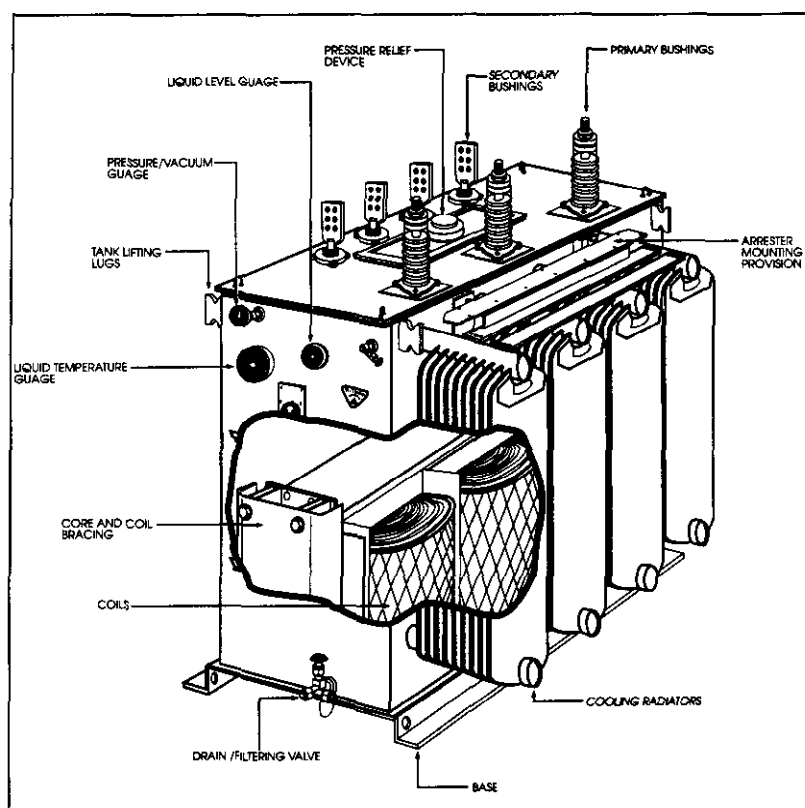 PRESSURE RELIEF
DEVICE
PRIMARY BUSHINGS
SECONDARY
BUSHINGS
LIQUID LEVEL GUAGE
PRESSURE/VACUUM
GUAGE
TANK LIFTING
LUGS
ARRESTER
MOUNTING
PROVISION
LIQUID TEMPERATURE
GUAGE
CORE AND COIL
BRACING
COILS
COOLING RADIATORS
DRAIN /FILTERING VALVE
BASE